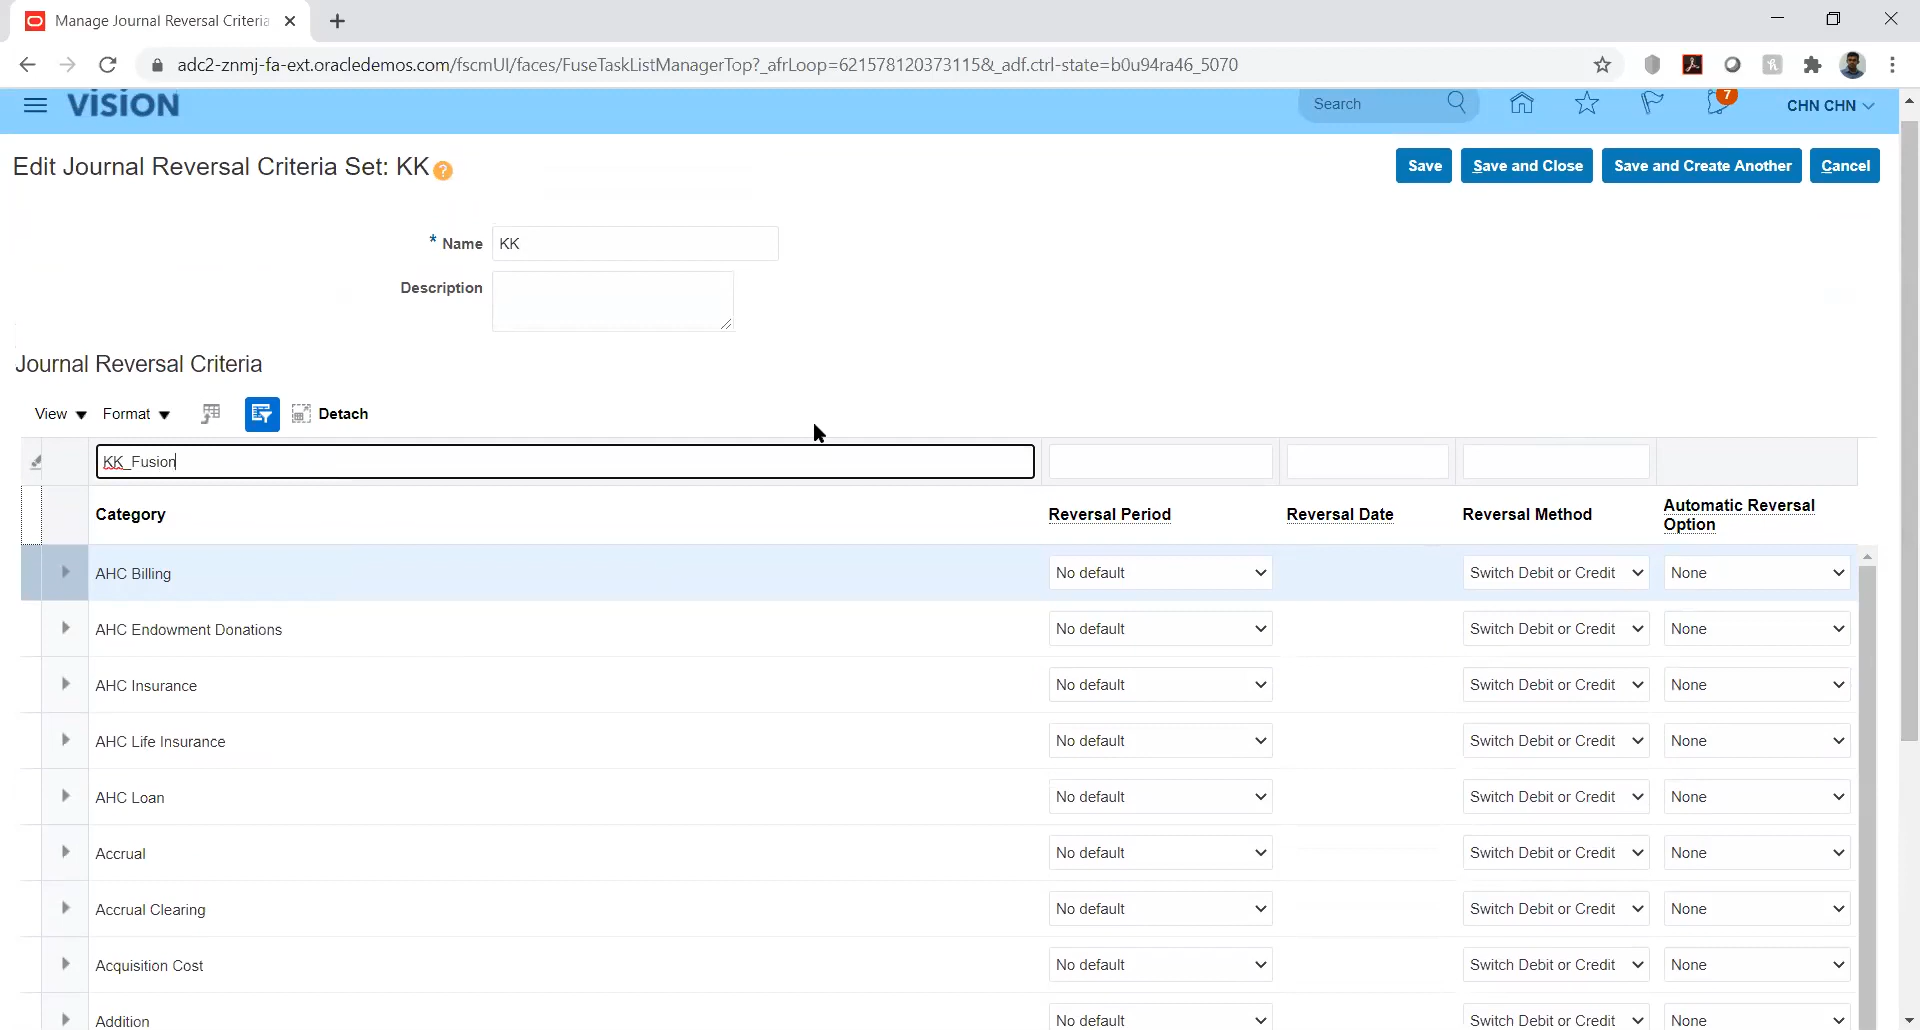 Manage Journal Reversal Criteria
adc2-znmj-fa-ext.oracledemos.com/fscmUI/faces/FuseTaskListManagerTop?_afrLoop=621578120373115&_adf.ctrl-state=b0u94ra46_5070
VISION
Search
7
CHN CHN
Edit Journal Reversal Criteria Set: KK ?
Save Save and Close Save and Create Another Cancel
* Name KK
Description
Journal Reversal Criteria
View Format Detach
KK_Fusion
Category Reversal Period Reversal Date Reversal Method Automatic Reversal Option
AHC Billing No default Switch Debit or Credit None
AHC Endowment Donations No default Switch Debit or Credit None
AHC Insurance No default Switch Debit or Credit None
AHC Life Insurance No default Switch Debit or Credit None
AHC Loan No default Switch Debit or Credit None
Accrual No default Switch Debit or Credit None
Accrual Clearing No default Switch Debit or Credit None
Acquisition Cost No default Switch Debit or Credit None
Addition No default Switch Debit or Credit None